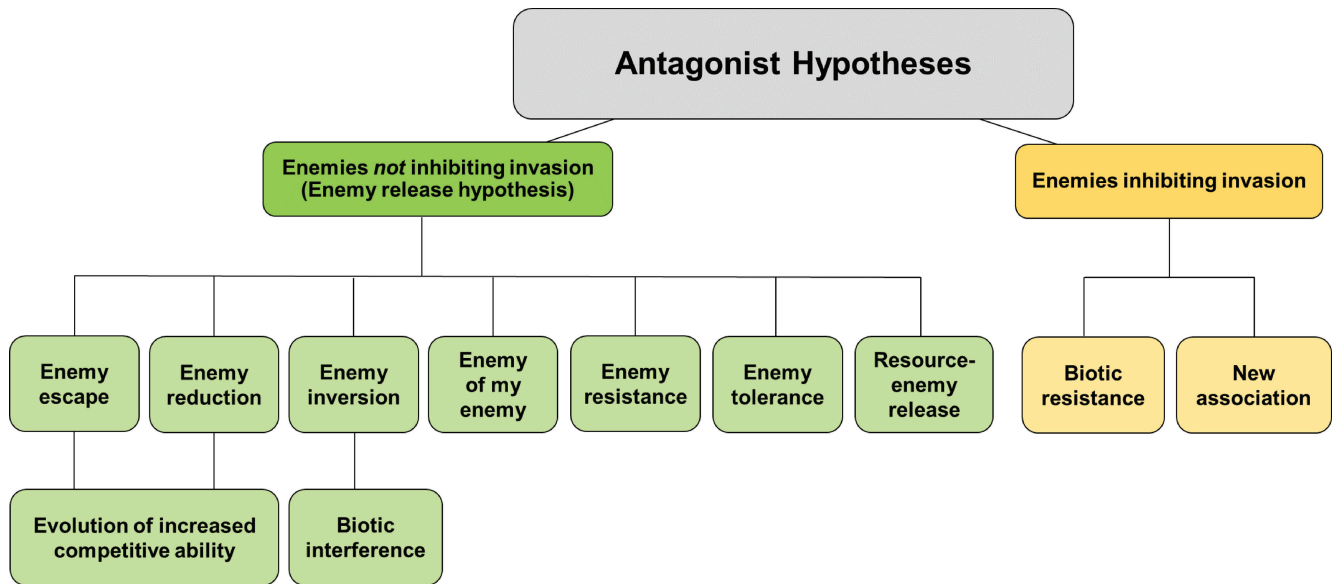 Antagonist Hypotheses
Enemies not inhibiting invasion
(Enemy release hypothesis)
Enemies inhibiting invasion
Enemy
escape
Enemy
reduction
Enemy
inversion
Enemy
of my
enemy
Enemy
resistance
Enemy
tolerance
Resource-
enemy
release
Biotic
resistance
New
association
Evolution of increased
competitive ability
Biotic
interference